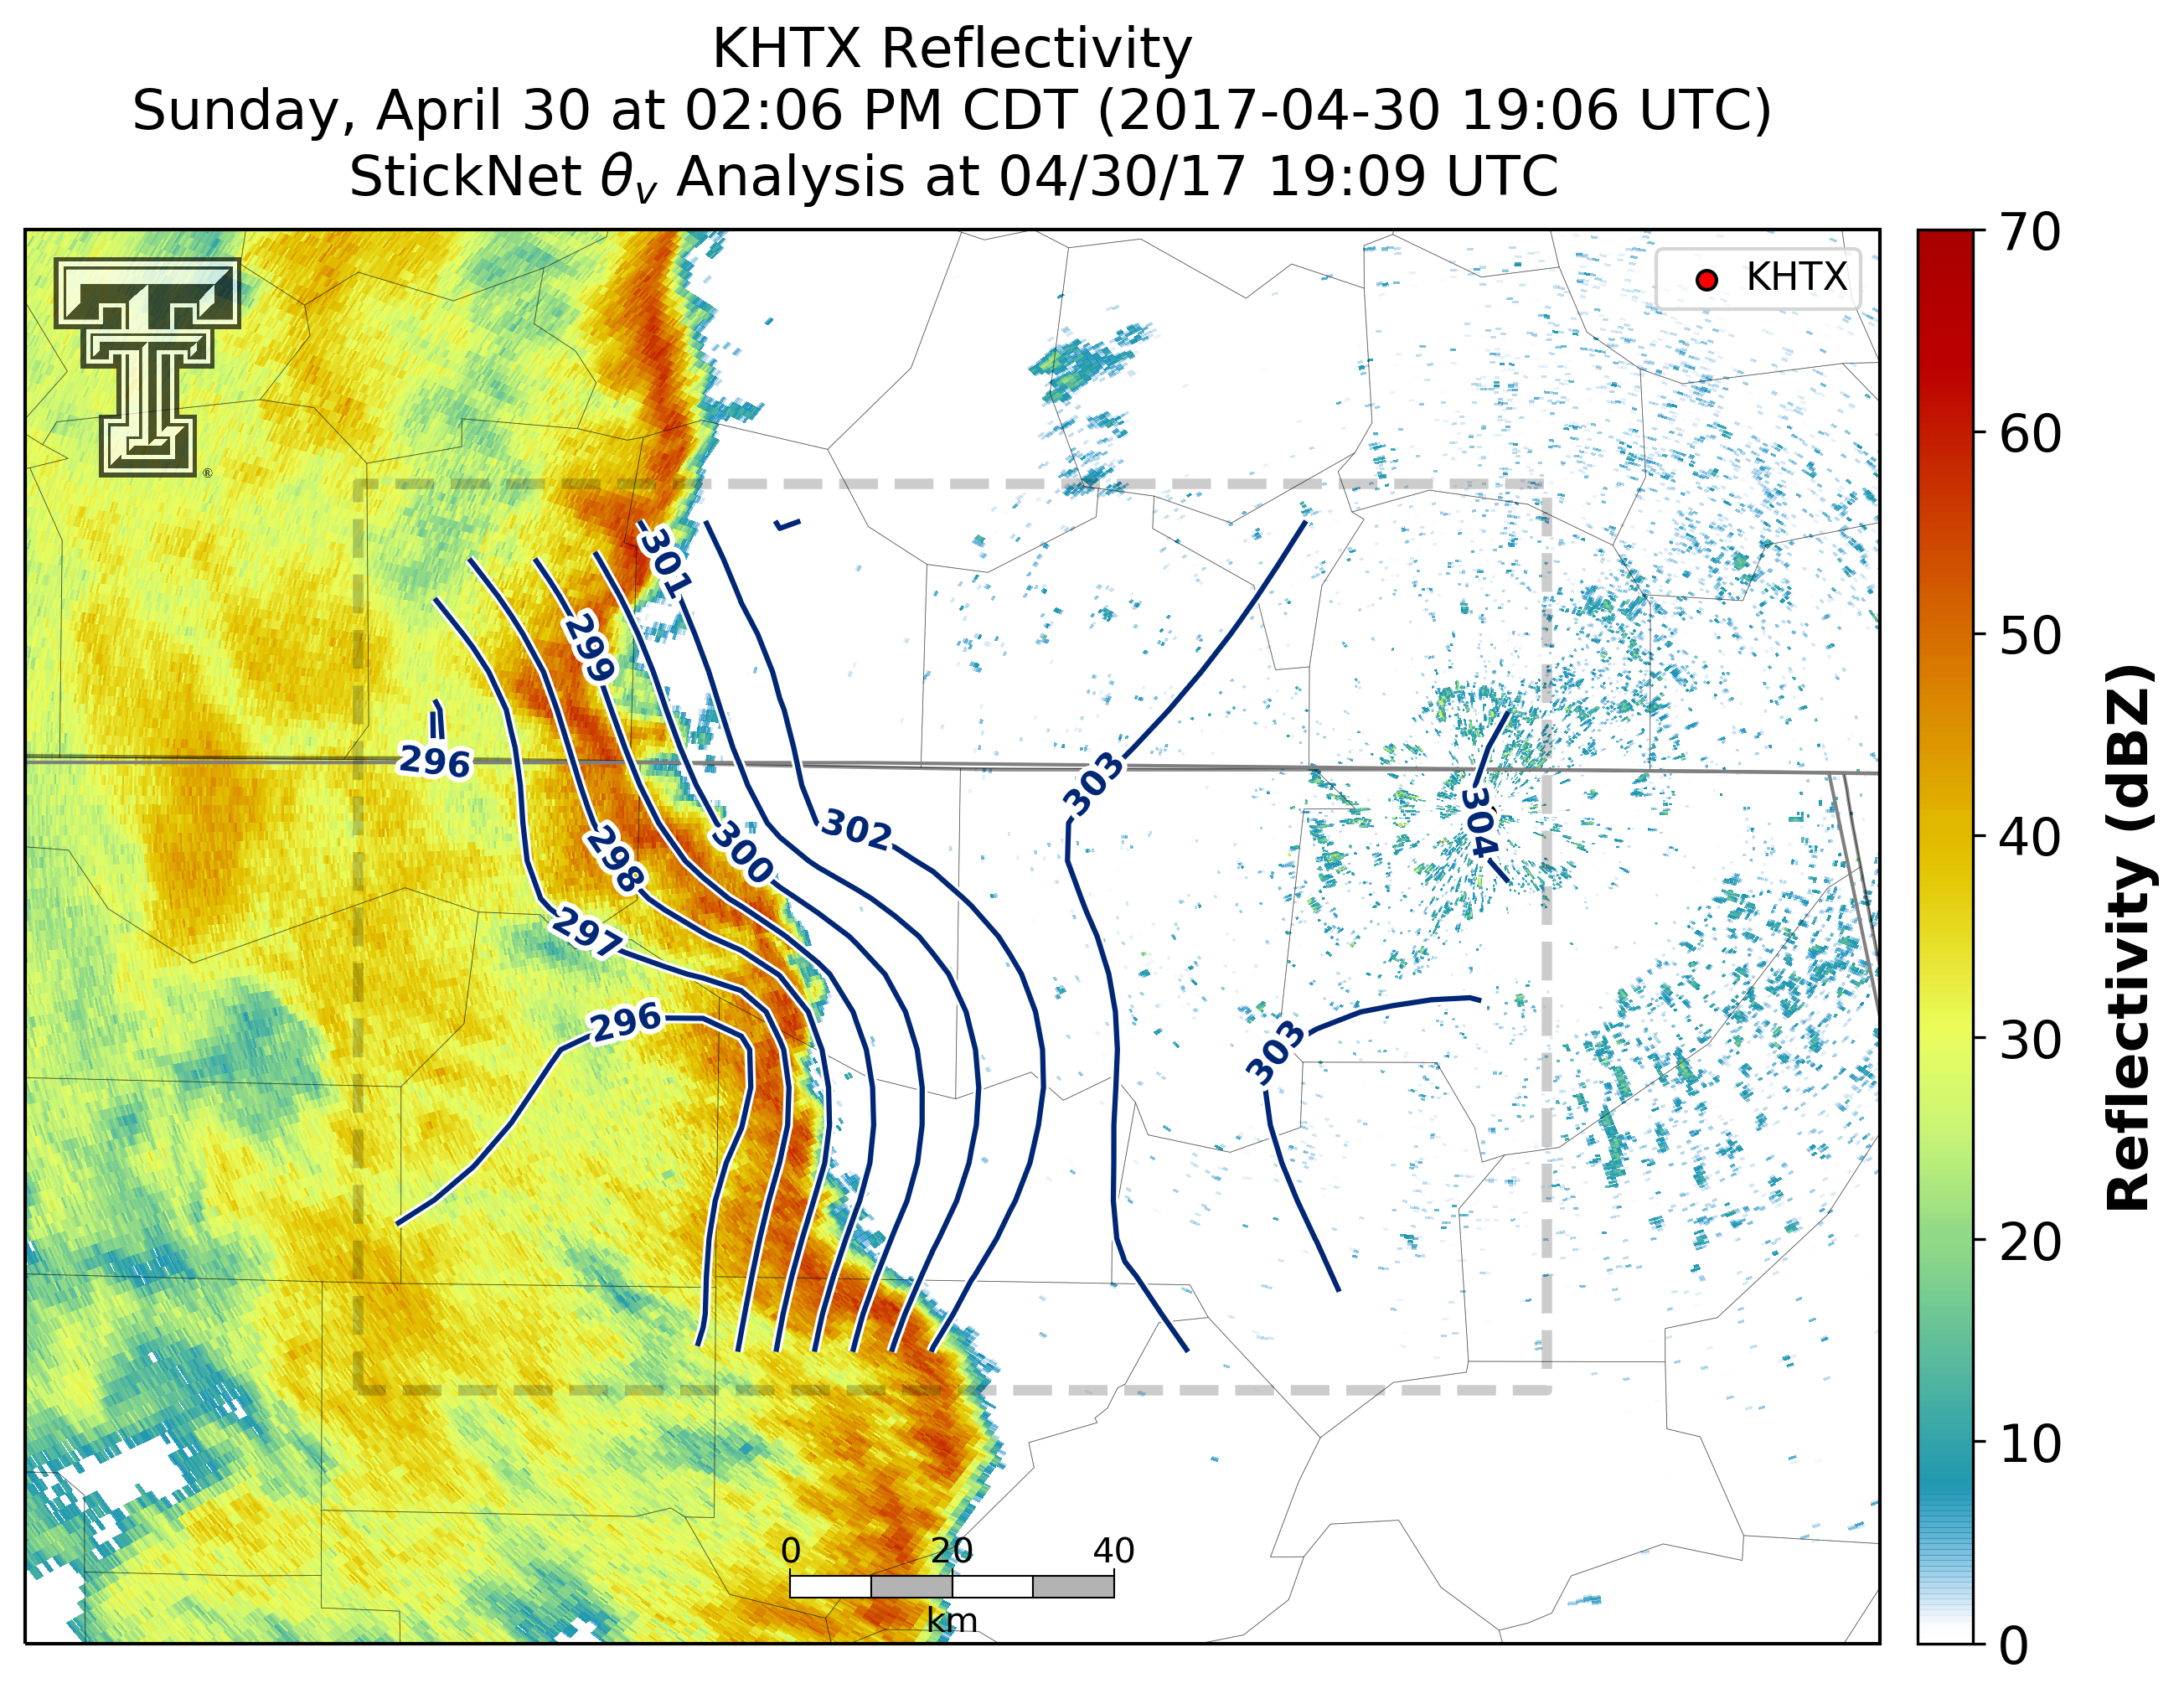 KHTX Reflectivity
Sunday, April 30 at 02:06 PM CDT (2017-04-30 19:06 UTC)
StickNet θv Analysis at 04/30/17 19:09 UTC
KHTX
®
301
299
296
303
302
304
300
298
297
296
303
0 20 40
km
70
60
50
40
30
20
10
0
Reflectivity (dBZ)